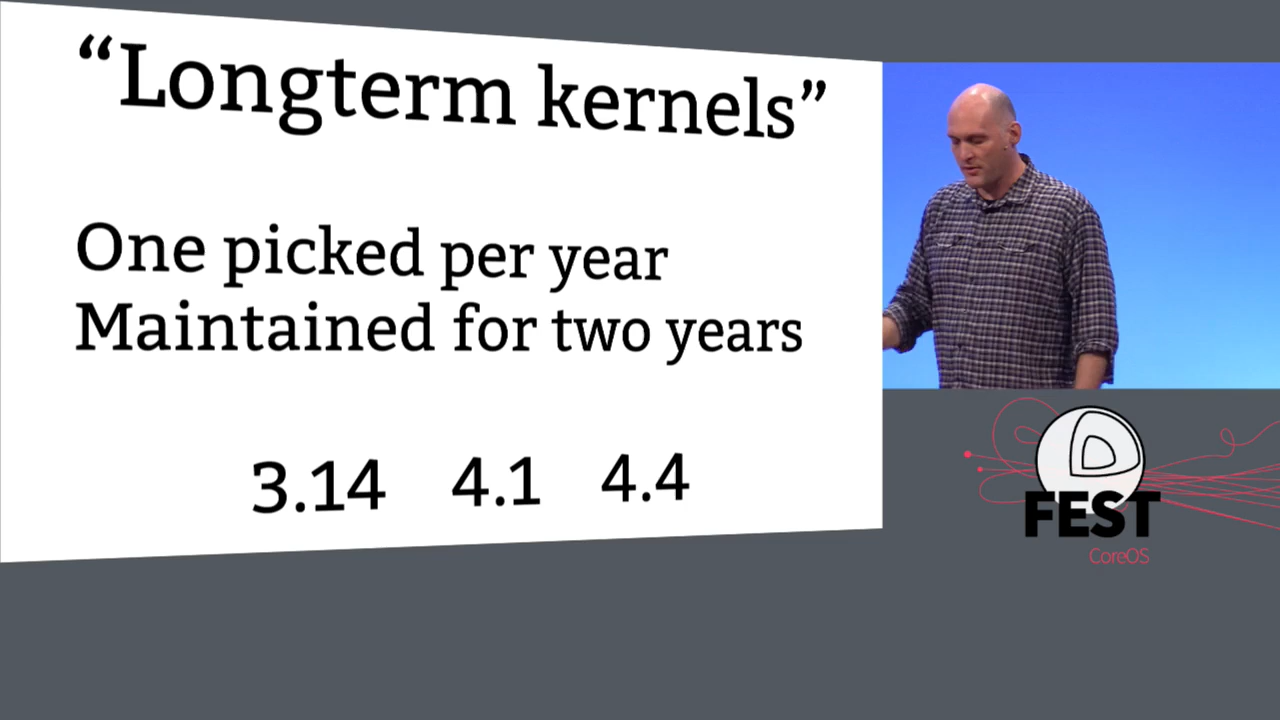 “Longterm kernels”
One picked per year
Maintained for two years
3.14 4.1 4.4
FEST
CoreOS